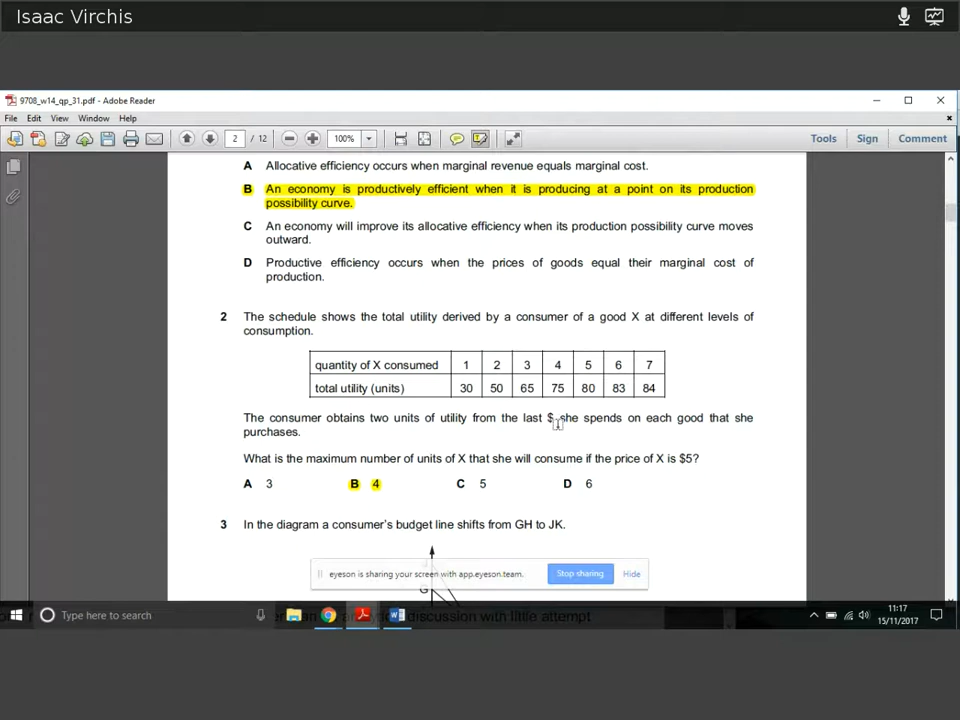 Isaac Virchis
9708_w14_qp_31.pdf - Adobe Reader
File Edit View Window Help
2 / 12 100% Tools Sign Comment
A Allocative efficiency occurs when marginal revenue equals marginal cost.
B An economy is productively efficient when it is producing at a point on its production
possibility curve.
C An economy will improve its allocative efficiency when its production possibility curve moves
outward.
D Productive efficiency occurs when the prices of goods equal their marginal cost of
production.
2 The schedule shows the total utility derived by a consumer of a good X at different levels of
consumption.
quantity of X consumed 1 2 3 4 5 6 7
total utility (units) 30 50 65 75 80 83 84
The consumer obtains two units of utility from the last $ she spends on each good that she
purchases.
What is the maximum number of units of X that she will consume if the price of X is $5?
A 3 B 4 C 5 D 6
3 In the diagram a consumer's budget line shifts from GH to JK.
eyeson is sharing your screen with app.eyeson.team. Stop sharing Hide
G
Type here to search
discussion with little attempt
11:17
15/11/2017